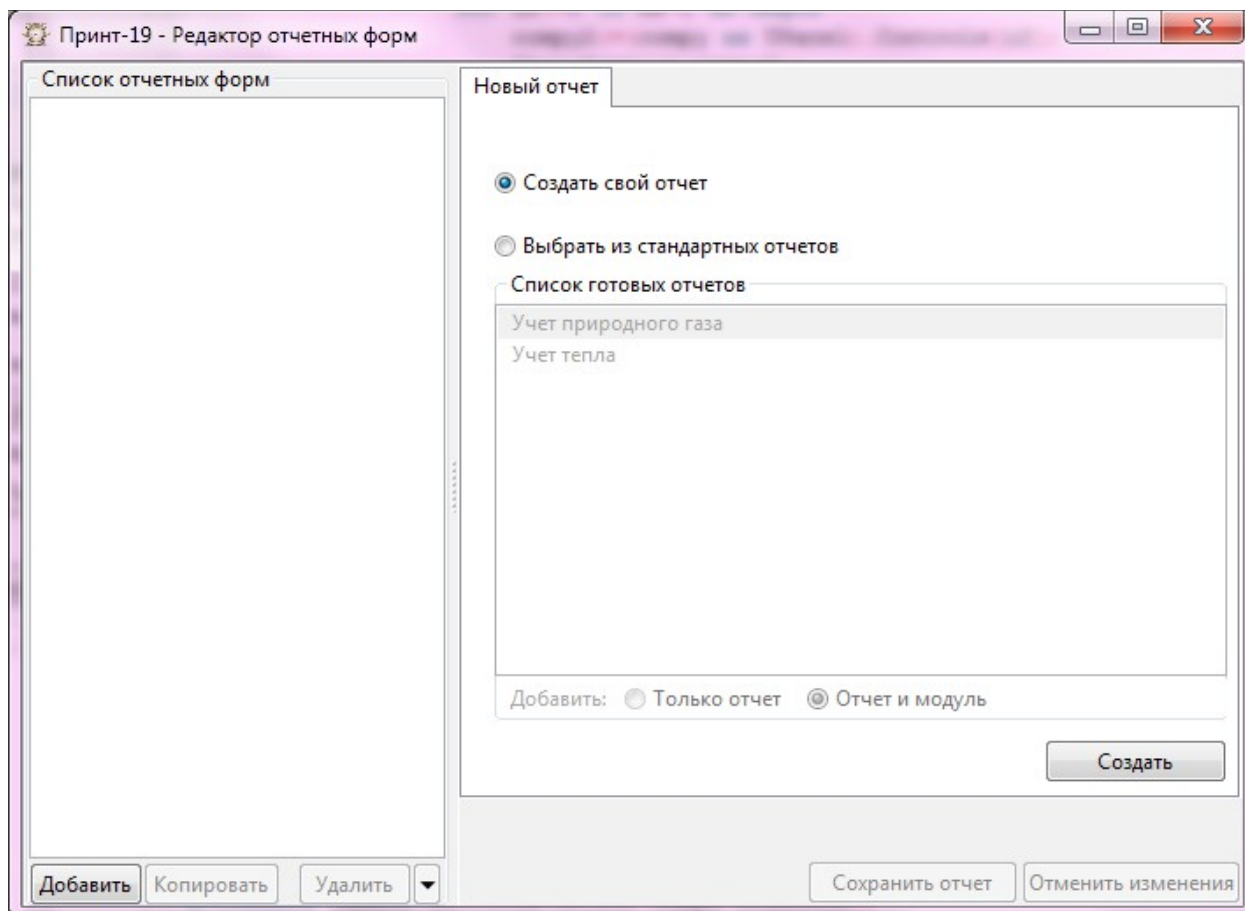 Принт-19 - Редактор отчетных форм
Список отчетных форм
Новый отчет
Создать свой отчет
Выбрать из стандартных отчетов
Список готовых отчетов
Учет природного газа
Учет тепла
Добавить: Только отчет Отчет и модуль
Создать
Добавить Копировать Удалить
Сохранить отчет Отменить изменения